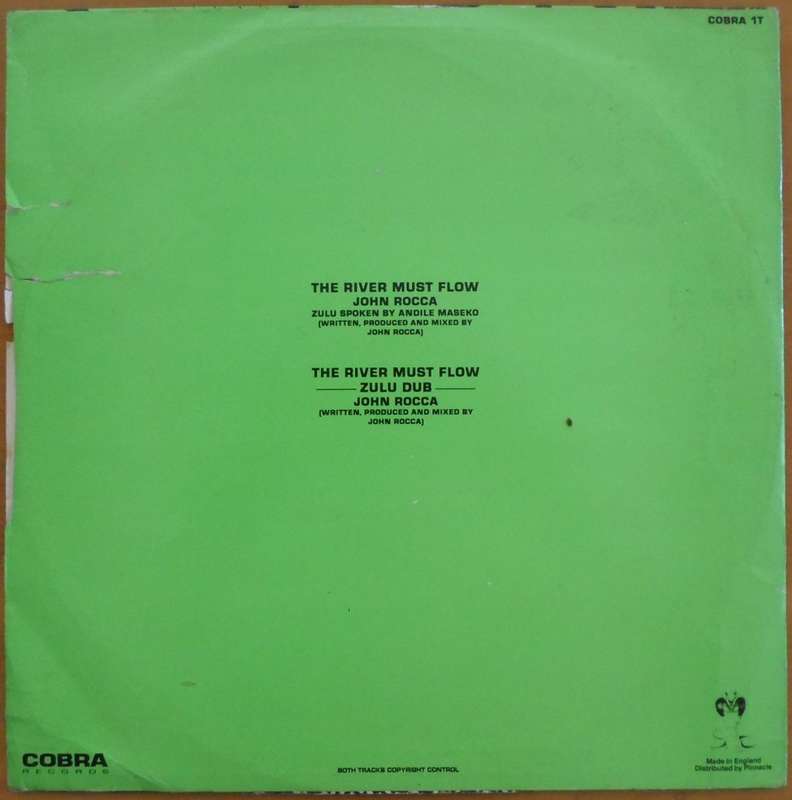 COBRA 1T
THE RIVER MUST FLOW
JOHN ROCCA
ZULU SPOKEN BY ANDILE MASEKO
(WRITTEN, PRODUCED AND MIXED BY
JOHN ROCCA)
THE RIVER MUST FLOW
ZULU DUB
JOHN ROCCA
(WRITTEN, PRODUCED AND MIXED BY
JOHN ROCCA)
COBRA
RECORDS
BOTH TRACKS COPYRIGHT CONTROL
Made in England
Distributed by Pinnacle